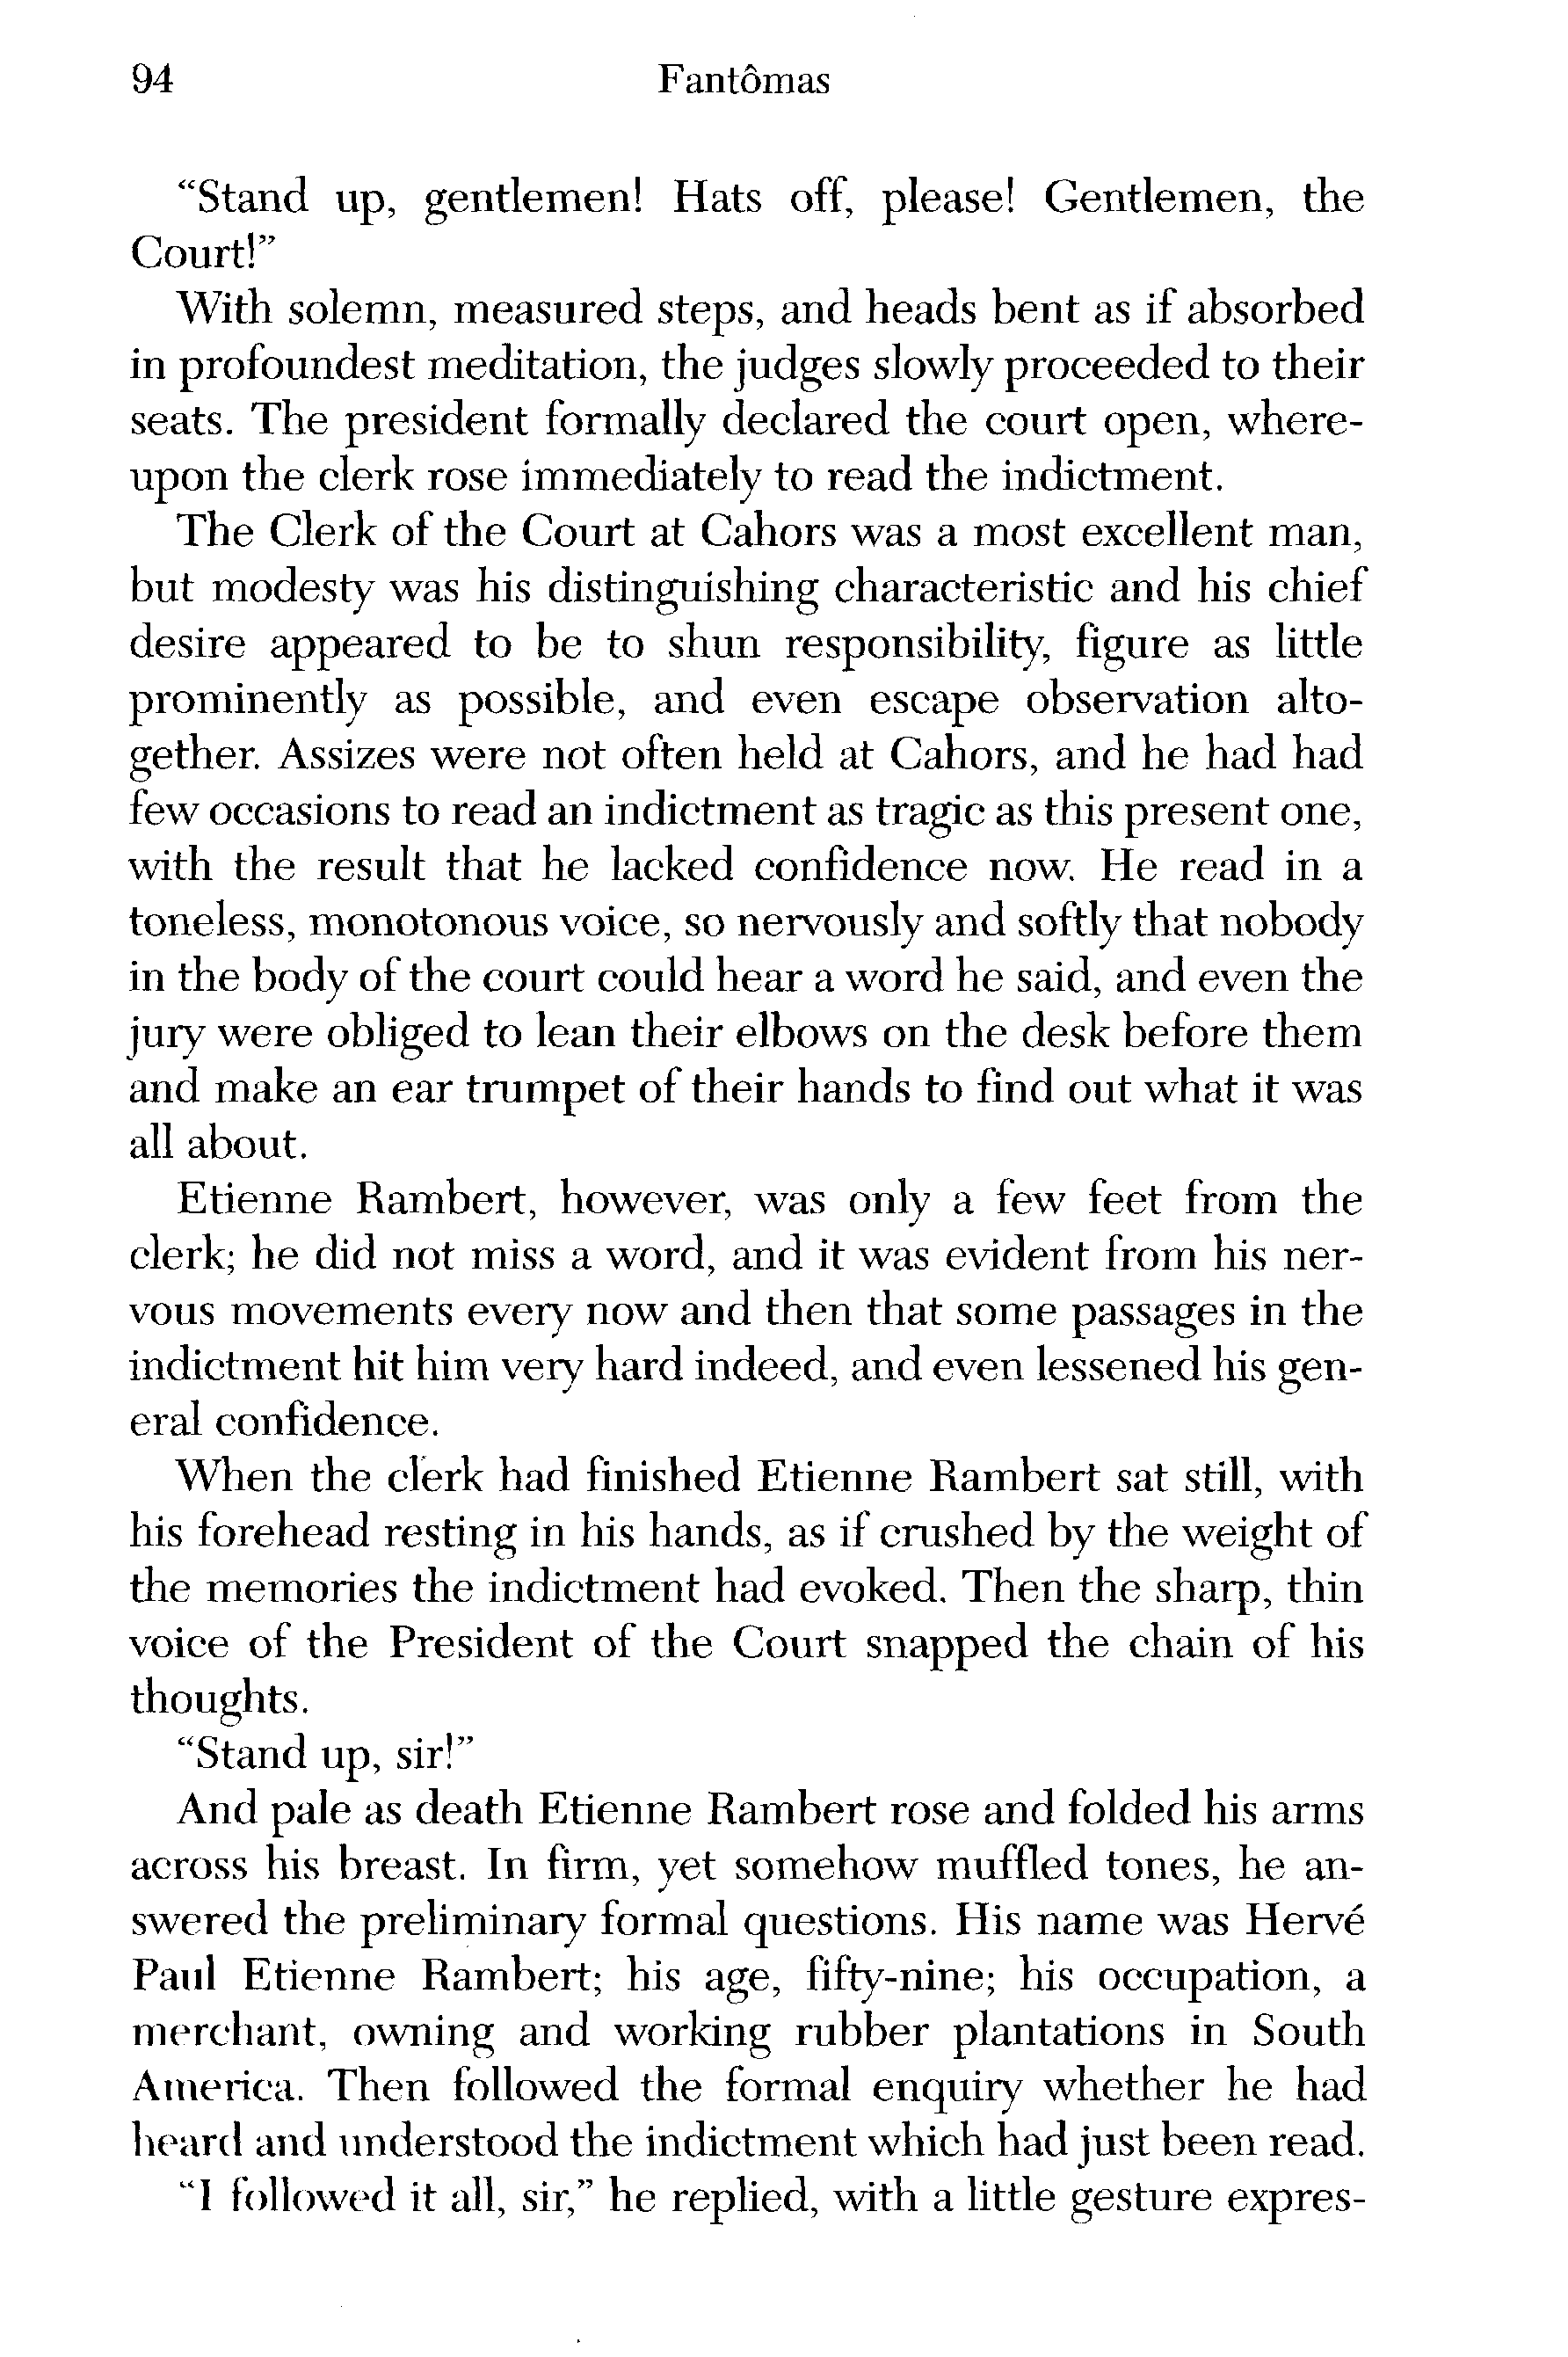 94 Fantômas
“Stand up, gentlemen! Hats off, please! Gentlemen, the
Court!”
With solemn, measured steps, and heads bent as if absorbed
in profoundest meditation, the judges slowly proceeded to their
seats. The president formally declared the court open, where-
upon the clerk rose immediately to read the indictment.
The Clerk of the Court at Cahors was a most excellent man,
but modesty was his distinguishing characteristic and his chief
desire appeared to be to shun responsibility, figure as little
prominently as possible, and even escape observation alto-
gether. Assizes were not often held at Cahors, and he had had
few occasions to read an indictment as tragic as this present one,
with the result that he lacked confidence now. He read in a
toneless, monotonous voice, so nervously and softly that nobody
in the body of the court could hear a word he said, and even the
jury were obliged to lean their elbows on the desk before them
and make an ear trumpet of their hands to find out what it was
all about.
Etienne Rambert, however, was only a few feet from the
clerk; he did not miss a word, and it was evident from his ner-
vous movements every now and then that some passages in the
indictment hit him very hard indeed, and even lessened his gen-
eral confidence.
When the clerk had finished Etienne Rambert sat still, with
his forehead resting in his hands, as if crushed by the weight of
the memories the indictment had evoked. Then the sharp, thin
voice of the President of the Court snapped the chain of his
thoughts.
“Stand up, sir!”
And pale as death Etienne Rambert rose and folded his arms
across his breast. In firm, yet somehow muffled tones, he an-
swered the preliminary formal questions. His name was Hervé
Paul Etienne Rambert; his age, fifty-nine; his occupation, a
merchant, owning and working rubber plantations in South
America. Then followed the formal enquiry whether he had
heard and understood the indictment which had just been read.
“I followed it all, sir,” he replied, with a little gesture expres-